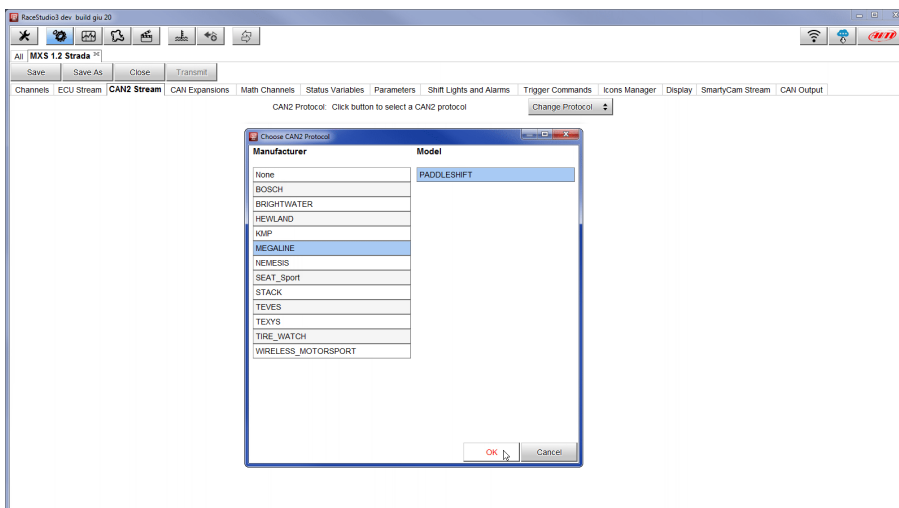 RaceStudio3 dev build giu 20
AiM
All MXS 1.2 Strada
Save Save As Close Transmit
Channels ECU Stream CAN2 Stream CAN Expansions Math Channels Status Variables Parameters Shift Lights and Alarms Trigger Commands Icons Manager Display SmartyCam Stream CAN Output
CAN2 Protocol: Click button to select a CAN2 protocol Change Protocol
Choose CAN2 Protocol
Manufacturer Model
None PADDLESHIFT
BOSCH
BRIGHTWATER
HEWLAND
KMP
MEGALINE
NEMESIS
SEAT_Sport
STACK
TEVES
TEXYS
TIRE_WATCH
WIRELESS_MOTORSPORT
OK Cancel